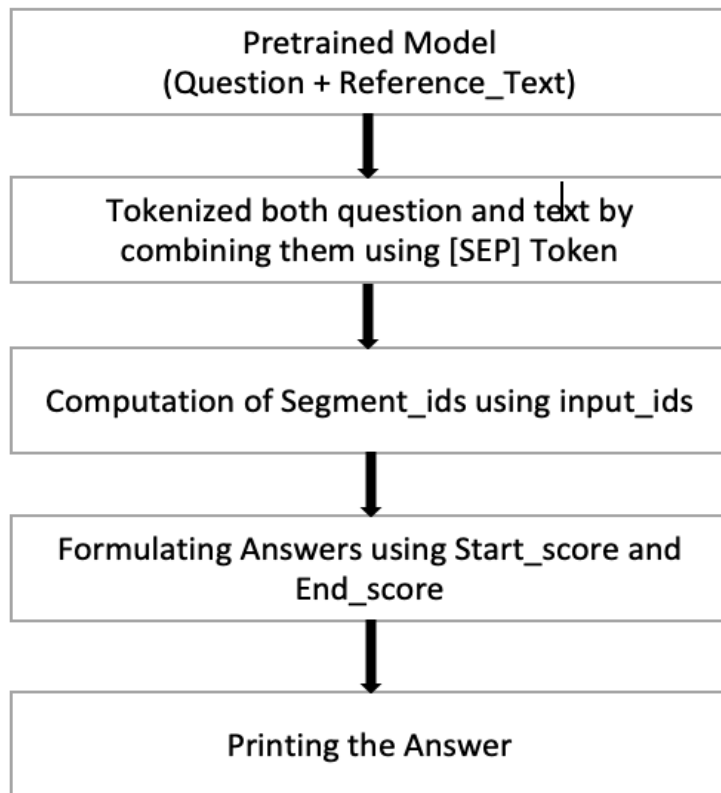 Pretrained Model
(Question + Reference_Text)
Tokenized both question and text by
combining them using [SEP] Token
Computation of Segment_ids using input_ids
Formulating Answers using Start_score and
End_score
Printing the Answer